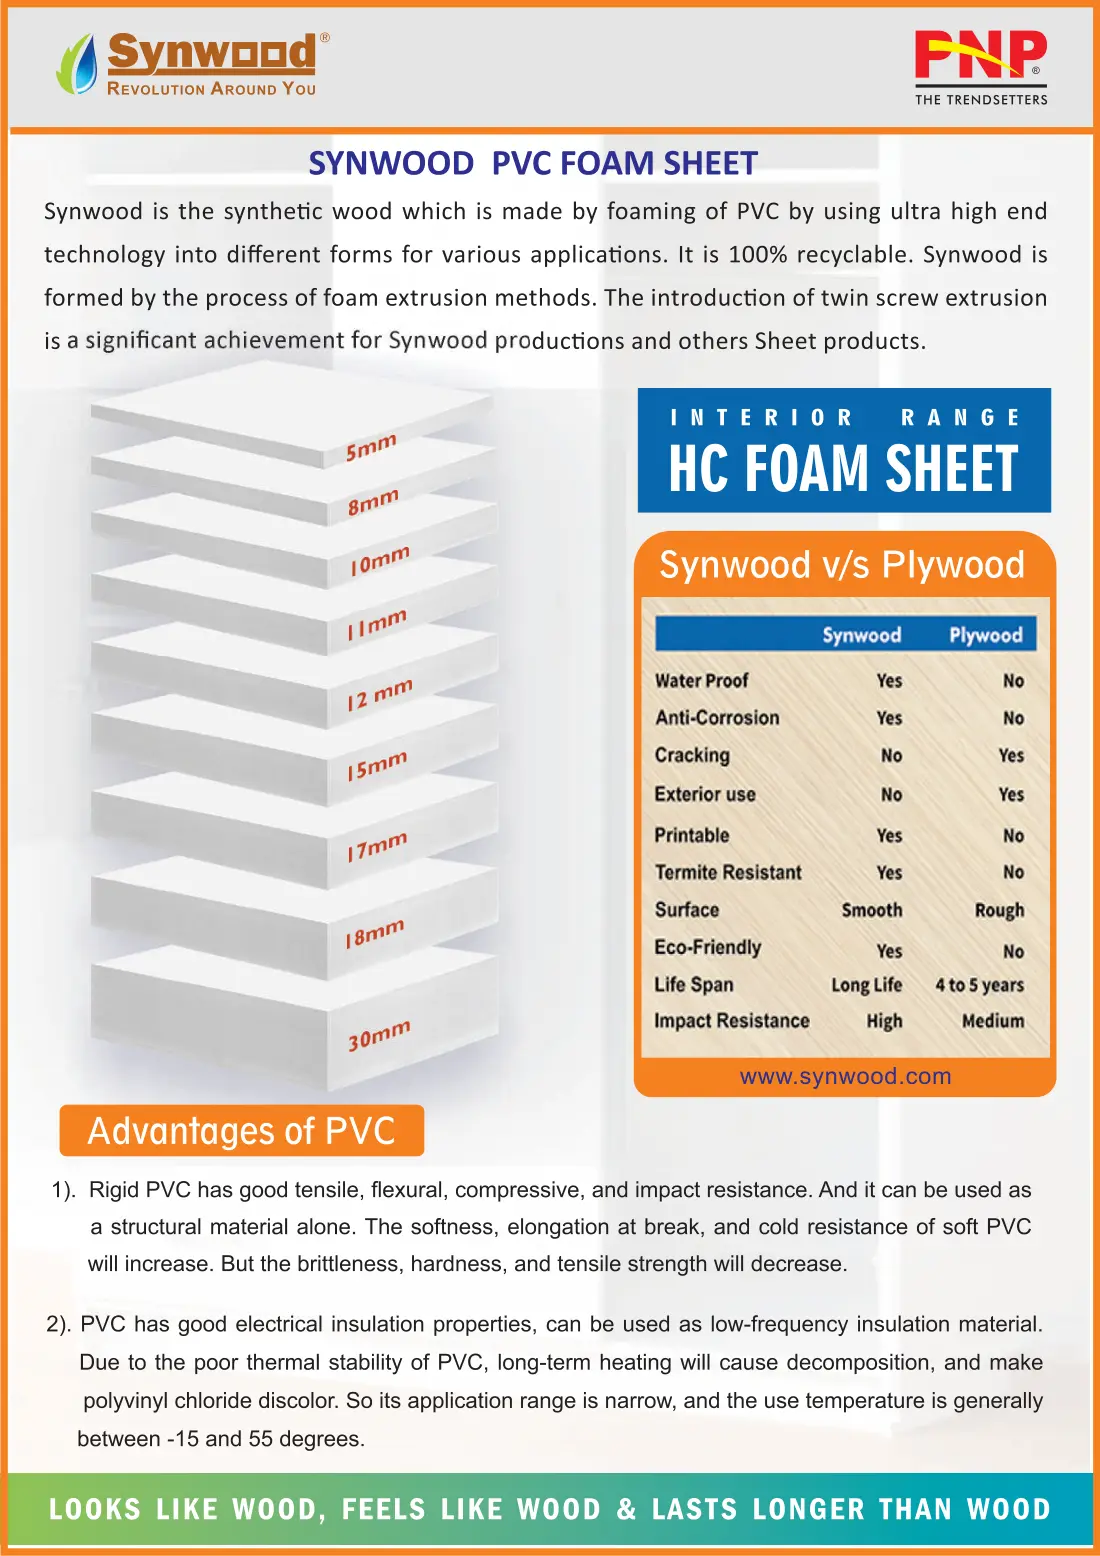 Synwood®
REVOLUTION AROUND YOU
PNP®
THE TRENDSETTERS
SYNWOOD PVC FOAM SHEET
Synwood is the synthetic wood which is made by foaming of PVC by using ultra high end
technology into different forms for various applications. It is 100% recyclable. Synwood is
formed by the process of foam extrusion methods. The introduction of twin screw extrusion
is a significant achievement for Synwood productions and others Sheet products.
5mm
8mm
10mm
11mm
12 mm
15mm
17mm
18mm
30mm
INTERIOR RANGE
HC FOAM SHEET
Synwood v/s Plywood
Synwood Plywood
Water Proof Yes No
Anti-Corrosion Yes No
Cracking No Yes
Exterior use No Yes
Printable Yes No
Termite Resistant Yes No
Surface Smooth Rough
Eco-Friendly Yes No
Life Span Long Life 4 to 5 years
Impact Resistance High Medium
www.synwood.com
Advantages of PVC
1). Rigid PVC has good tensile, flexural, compressive, and impact resistance. And it can be used as
a structural material alone. The softness, elongation at break, and cold resistance of soft PVC
will increase. But the brittleness, hardness, and tensile strength will decrease.
2). PVC has good electrical insulation properties, can be used as low-frequency insulation material.
Due to the poor thermal stability of PVC, long-term heating will cause decomposition, and make
polyvinyl chloride discolor. So its application range is narrow, and the use temperature is generally
between -15 and 55 degrees.
LOOKS LIKE WOOD, FEELS LIKE WOOD & LASTS LONGER THAN WOOD